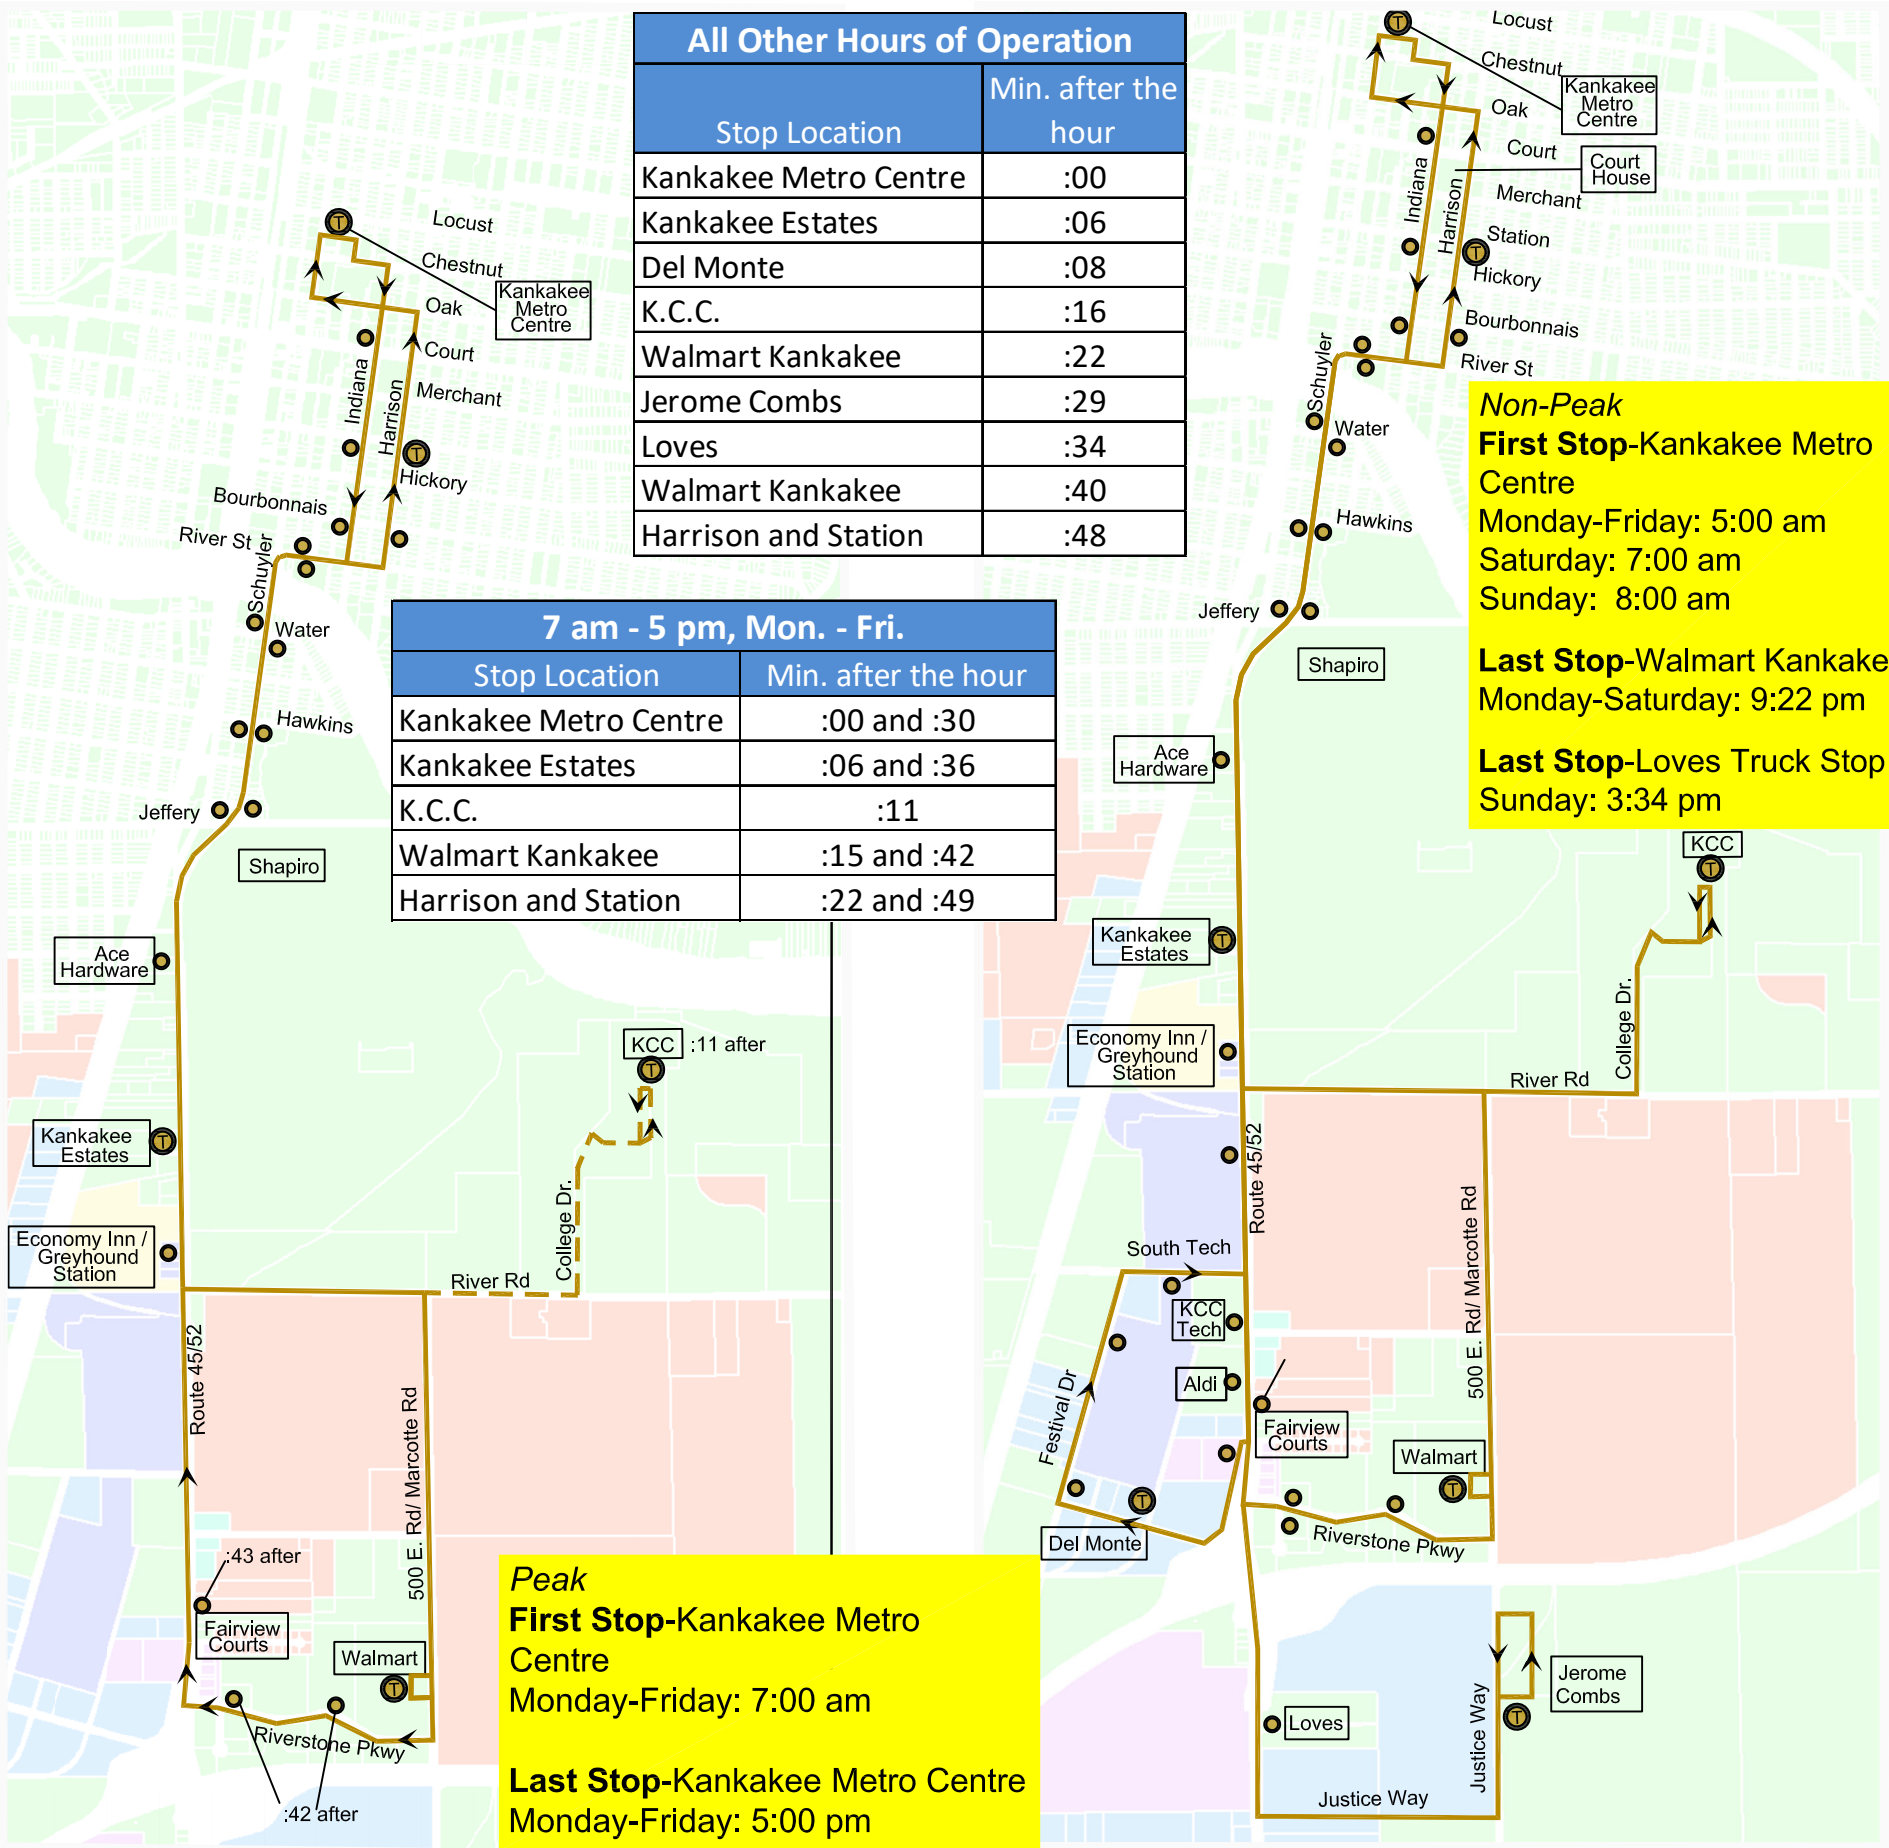 All Other Hours of Operation
Stop Location
Min. after the
hour
Kankakee Metro Centre :00
Kankakee Estates :06
Del Monte :08
K.C.C. :16
Walmart Kankakee :22
Jerome Combs :29
Loves :34
Walmart Kankakee :40
Harrison and Station :48
7 am - 5 pm, Mon. - Fri.
Stop Location Min. after the hour
Kankakee Metro Centre :00 and :30
Kankakee Estates :06 and :36
K.C.C. :11
Walmart Kankakee :15 and :42
Harrison and Station :22 and :49
T
Locust
Chestnut
Kankakee
Metro
Centre
Oak
Court
Indiana
Harrison
Merchant
T
Hickory
Bourbonnais
River St
Schuyler
Water
Hawkins
Jeffery
Shapiro
Ace
Hardware
KCC :11 after
T
Kankakee
Estates
T
College Dr.
Economy Inn /
Greyhound
Station
River Rd
Route 45/52
500 E. Rd/ Marcotte Rd
:43 after
Fairview
Courts
Walmart
T
Riverstone Pkwy
:42 after
Peak
First Stop-Kankakee Metro
Centre
Monday-Friday: 7:00 am
Last Stop-Kankakee Metro Centre
Monday-Friday: 5:00 pm
T
Locust
Chestnut
Kankakee
Metro
Centre
Oak
Court
Court
House
Indiana
Harrison
Merchant
Station
T
Hickory
Bourbonnais
River St
Schuyler
Water
Hawkins
Jeffery
Shapiro
Non-Peak
First Stop-Kankakee Metro
Centre
Monday-Friday: 5:00 am
Saturday: 7:00 am
Sunday: 8:00 am
Last Stop-Walmart Kankake
Monday-Saturday: 9:22 pm
Last Stop-Loves Truck Stop
Sunday: 3:34 pm
Ace
Hardware
KCC
T
Kankakee
Estates
T
College Dr.
Economy Inn /
Greyhound
Station
River Rd
Route 45/52
500 E. Rd/ Marcotte Rd
South Tech
KCC
Tech
Aldi
Festival Dr
Fairview
Courts
Walmart
T
T
Del Monte
Riverstone Pkwy
Jerome
Combs
T
Loves
Justice Way
Justice Way